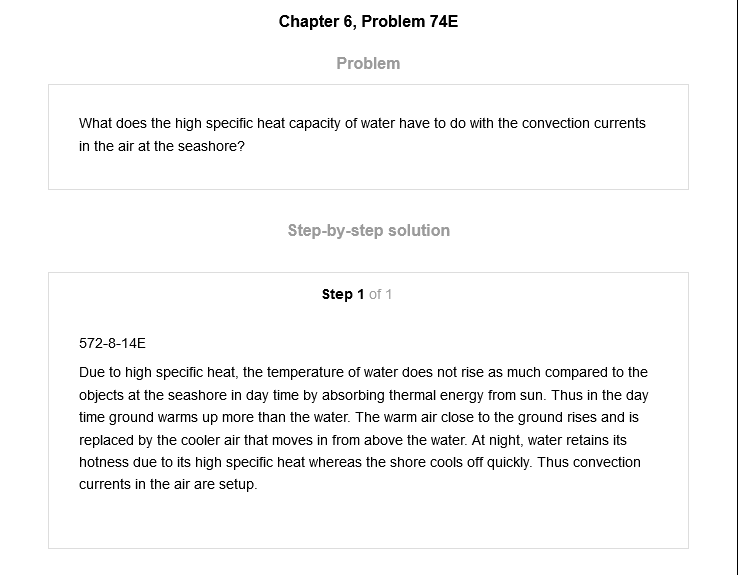 Chapter 6, Problem 74E
Problem
What does the high specific heat capacity of water have to do with the convection currents
in the air at the seashore?
Step-by-step solution
Step 1 of 1
572-8-14E
Due to high specific heat, the temperature of water does not rise as much compared to the
objects at the seashore in day time by absorbing thermal energy from sun. Thus in the day
time ground warms up more than the water. The warm air close to the ground rises and is
replaced by the cooler air that moves in from above the water. At night, water retains its
hotness due to its high specific heat whereas the shore cools off quickly. Thus convection
currents in the air are setup.